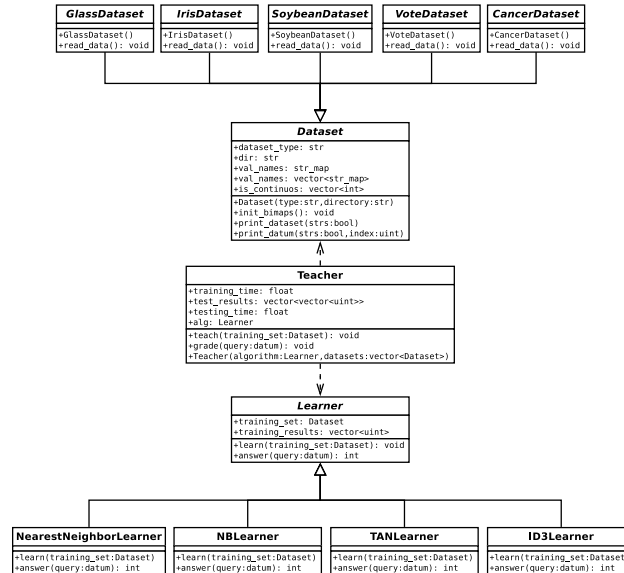 GlassDataset
+GlassDataset()
+read_data(): void
IrisDataset
+IrisDataset()
+read_data(): void
SoybeanDataset
+SoybeanDataset()
+read_data(): void
VoteDataset
+VoteDataset()
+read_data(): void
CancerDataset
+CancerDataset()
+read_data(): void
Dataset
+dataset_type: str
+dir: str
+val_names: str_map
+val_names: vector<str_map>
+is_continuos: vector<int>
+Dataset(type:str,directory:str)
+init_bimaps(): void
+print_dataset(strs:bool)
+print_datum(strs:bool,index:uint)
Teacher
+training_time: float
+test_results: vector<vector<uint>>
+testing_time: float
+alg: Learner
+teach(training_set:Dataset): void
+grade(query:datum): void
+Teacher(algorithm:Learner,datasets:vector<Dataset>)
Learner
+training_set: Dataset
+training_results: vector<uint>
+learn(training_set:Dataset): void
+answer(query:datum): int
NearestNeighborLearner
+learn(training_set:Dataset)
+answer(query:datum): int
NBLearner
+learn(training_set:Dataset)
+answer(query:datum): int
TANLearner
+learn(training_set:Dataset)
+answer(query:datum): int
ID3Learner
+learn(training_set:Dataset)
+answer(query:datum): int